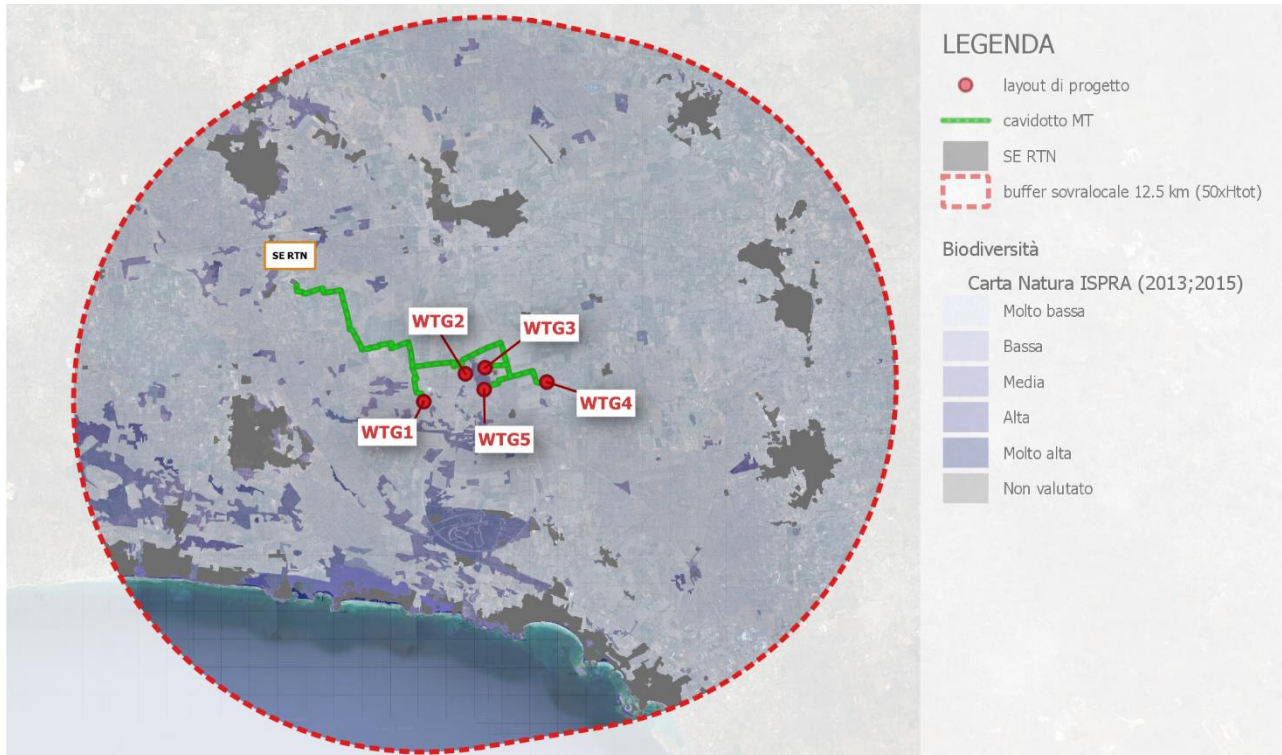 LEGENDA
layout di progetto
cavidotto MT
SE RTN
buffer sovralocale 12.5 km (50xHtot)
Biodiversità
Carta Natura ISPRA (2013;2015)
Molto bassa
Bassa
Media
Alta
Molto alta
Non valutato
SE RTN
WTG2
WTG3
WTG1
WTG5
WTG4